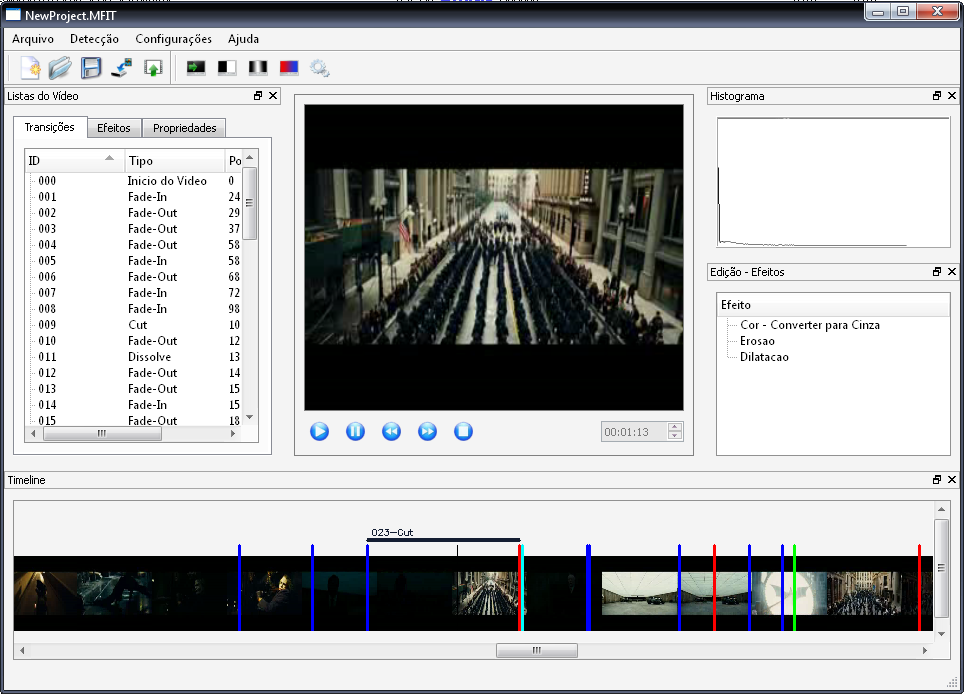 NewProject.MFIT
Arquivo Detecção Configurações Ajuda
Listas do Vídeo
Transições Efeitos Propriedades
ID Tipo Po
000 Inicio do Video 0
001 Fade-In 24
002 Fade-Out 29
003 Fade-Out 37
004 Fade-Out 58
005 Fade-In 58
006 Fade-Out 68
007 Fade-In 72
008 Fade-In 98
009 Cut 10
010 Fade-Out 12
011 Dissolve 13
012 Fade-Out 14
013 Fade-Out 15
014 Fade-In 15
015 Fade-Out 18
00:01:13
Histograma
Edição - Efeitos
Efeito
Cor - Converter para Cinza
Erosao
Dilatacao
Timeline
023-Cut